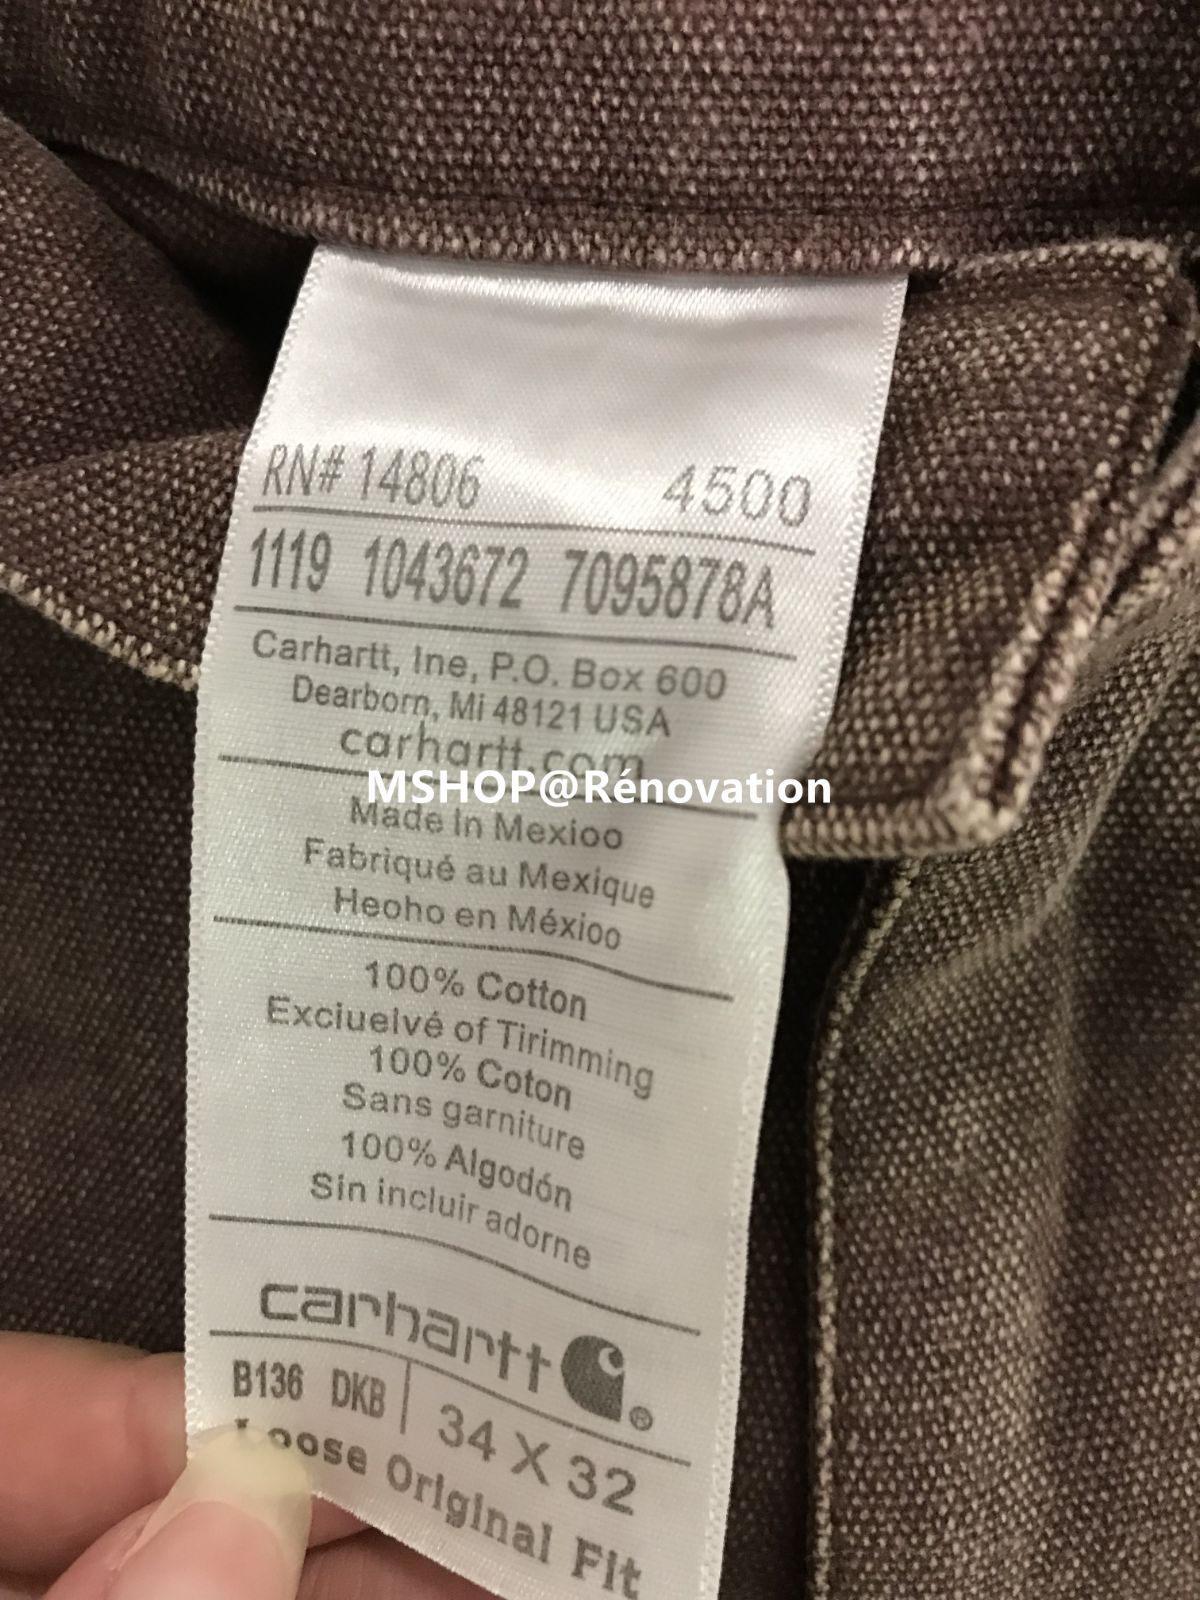 RN# 14806 4500
1119 1043672 7095878A
Carhartt, Ine, P.O. Box 600
Dearborn, Mi 48121 USA
carhartt.com
MSHOP@Rénovation
Made In Mexioo
Fabriqué au Mexique
Heoho en Méxioo
100% Cotton
Exciuelvé of Tirimming
100% Coton
Sans garniture
100% Algodón
Sin incluir adorne
carhartt ®
B136 DKB 34 X 32
Loose Original Fit